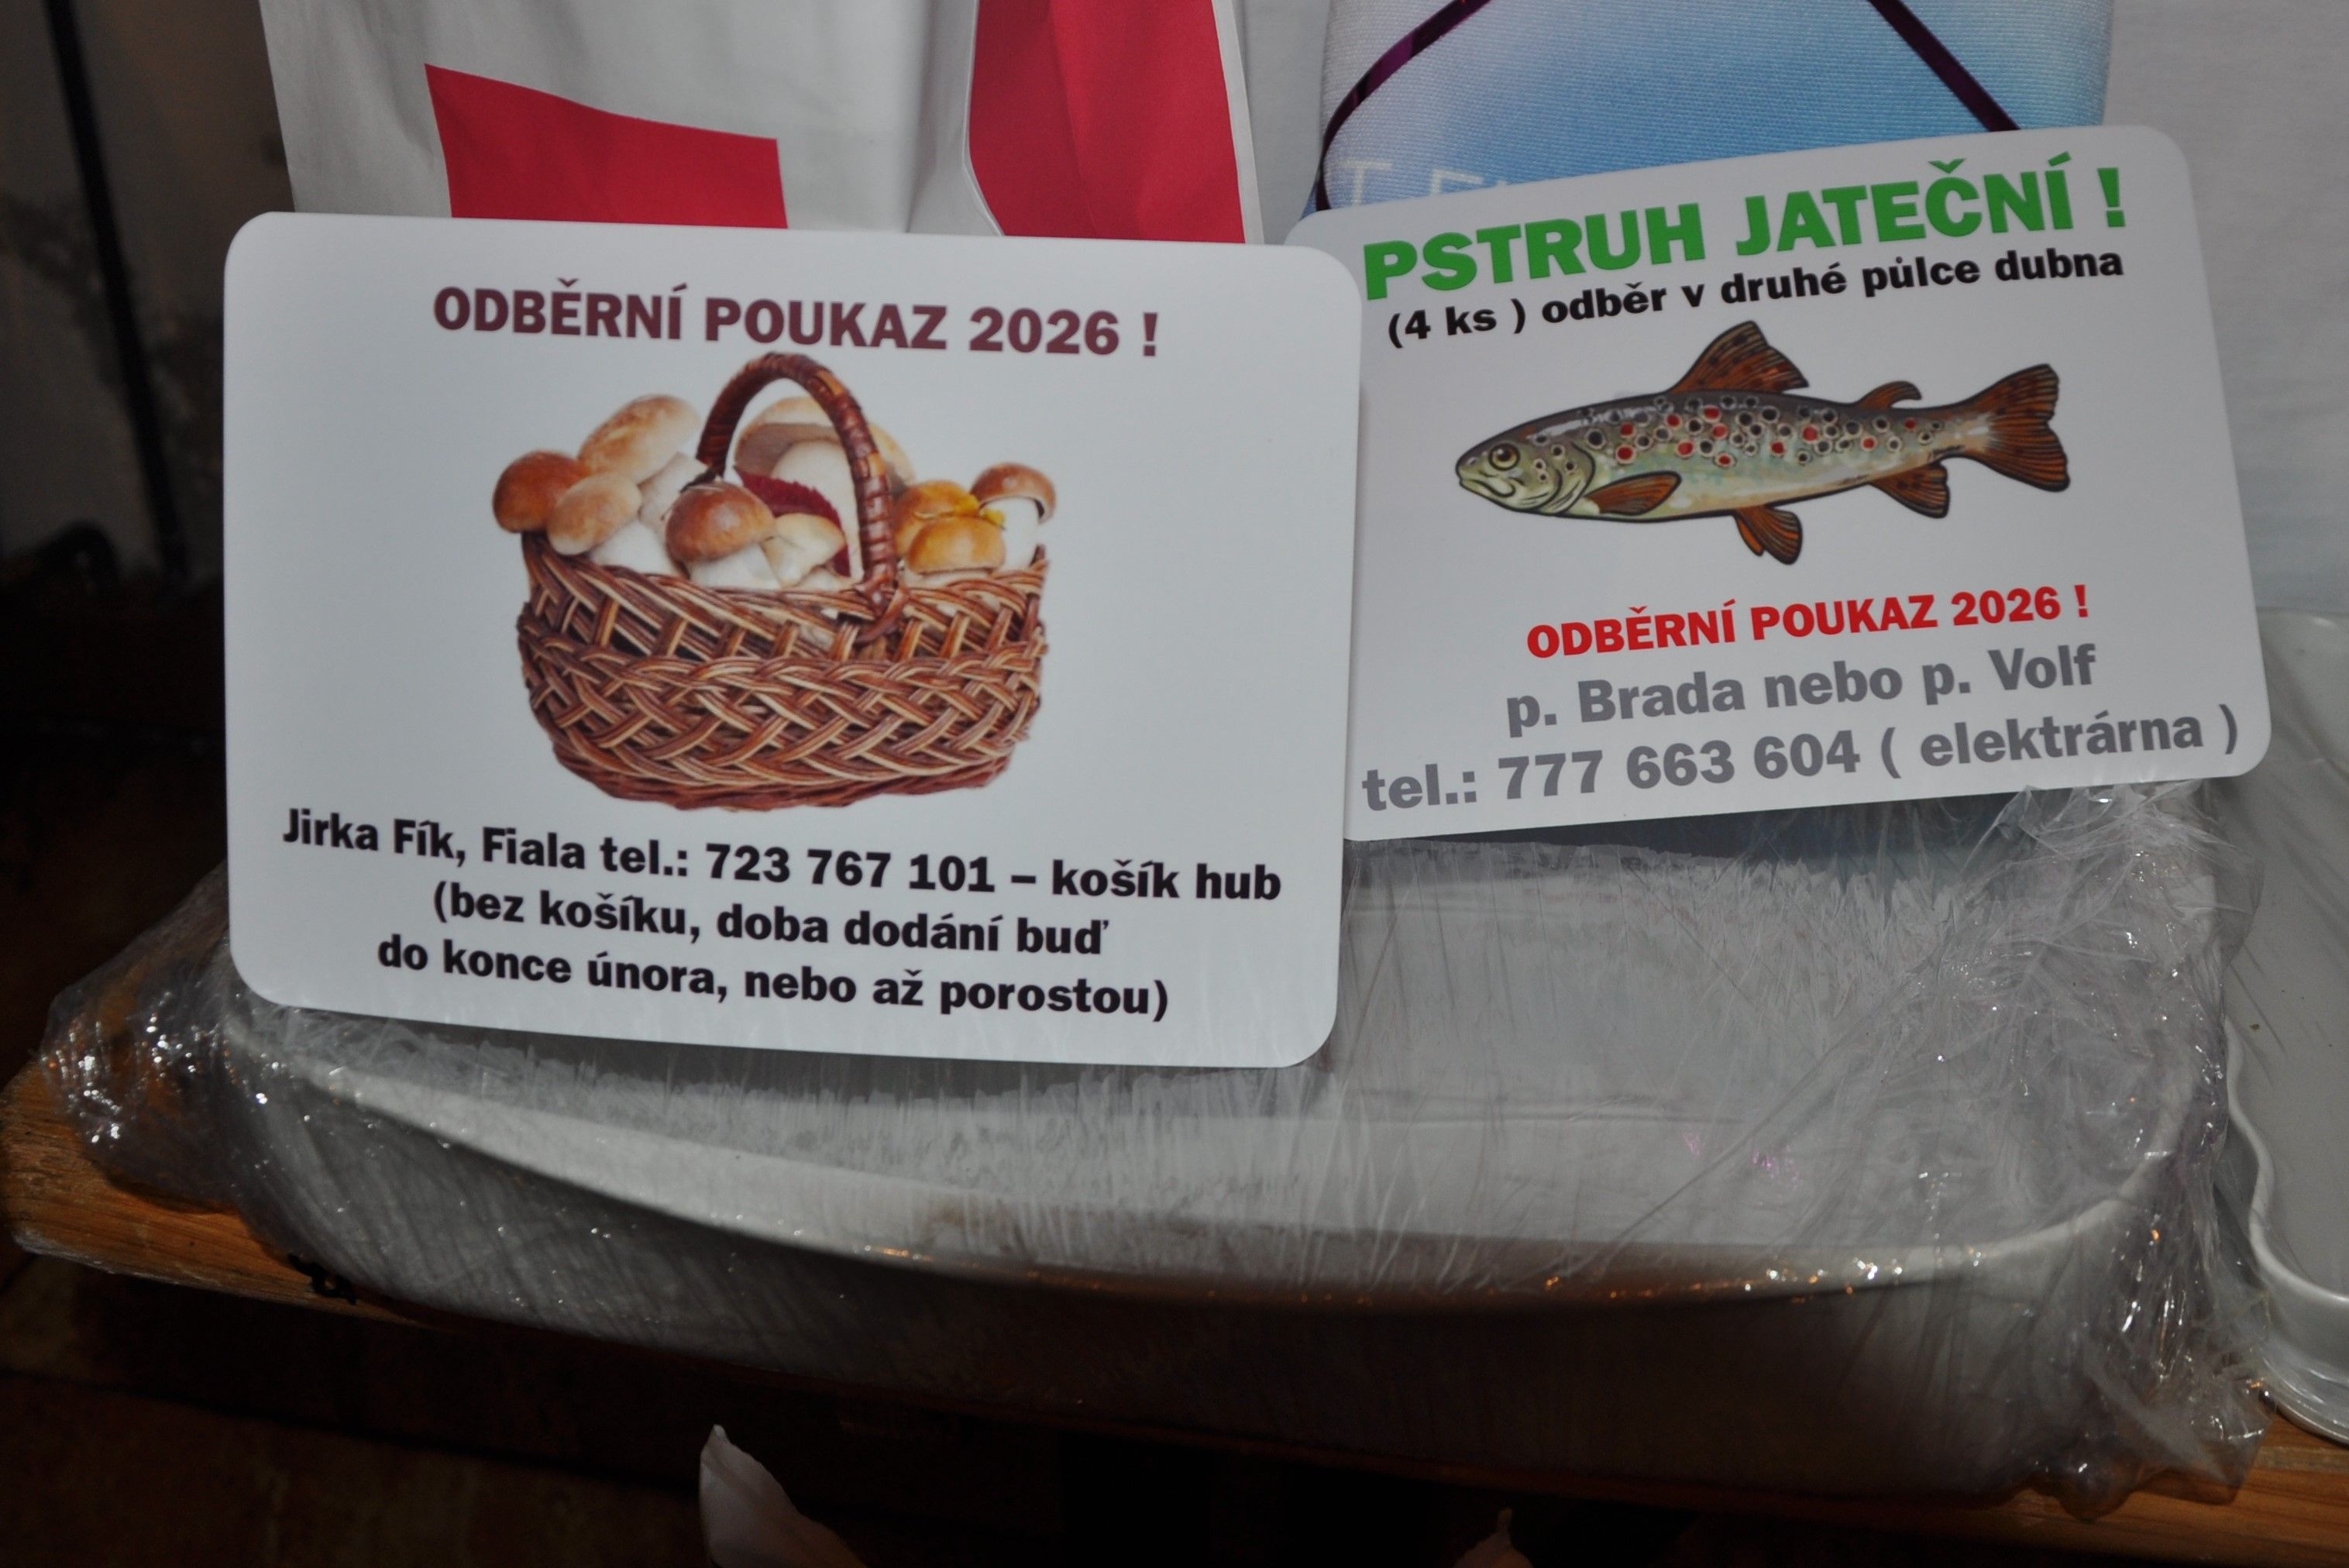 ODBĚRNÍ POUKAZ 2026 !
Jirka Fík, Fiala tel.: 723 767 101 – košík hub
(bez košíku, doba dodání buď
do konce února, nebo až porostou)
PSTRUH JATEČNÍ !
(4 ks ) odběr v druhé půlce dubna
ODBĚRNÍ POUKAZ 2026 !
p. Brada nebo p. Volf
tel.: 777 663 604 ( elektrárna )